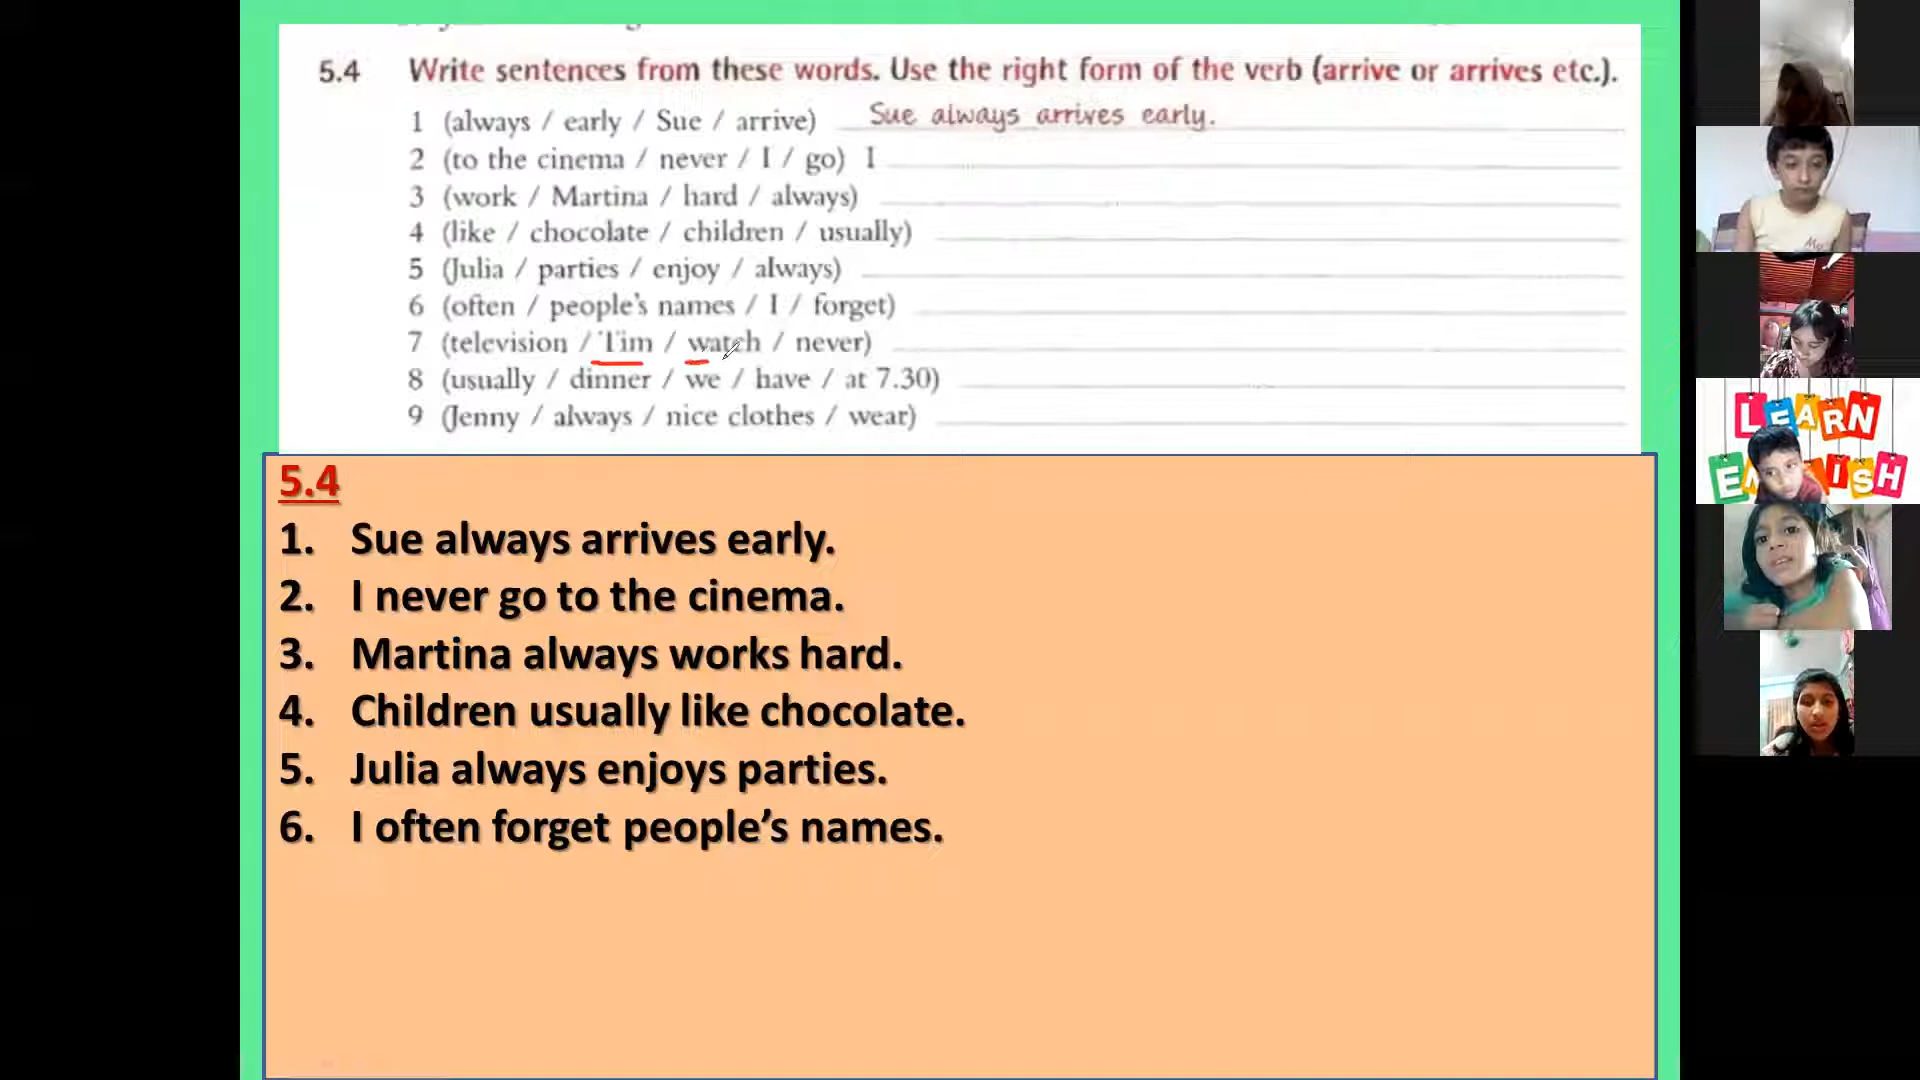 5.4 Write sentences from these words. Use the right form of the verb (arrive or arrives etc.).
1 (always / early / Sue / arrive) Sue always arrives early.
2 (to the cinema / never / I / go) I
3 (work / Martina / hard / always)
4 (like / chocolate / children / usually)
5 (Julia / parties / enjoy / always)
6 (often / people's names / I / forget)
7 (television / Tim / watch / never)
8 (usually / dinner / we / have / at 7.30)
9 (Jenny / always / nice clothes / wear)
5.4
1. Sue always arrives early.
2. I never go to the cinema.
3. Martina always works hard.
4. Children usually like chocolate.
5. Julia always enjoys parties.
6. I often forget people’s names.
LEARN